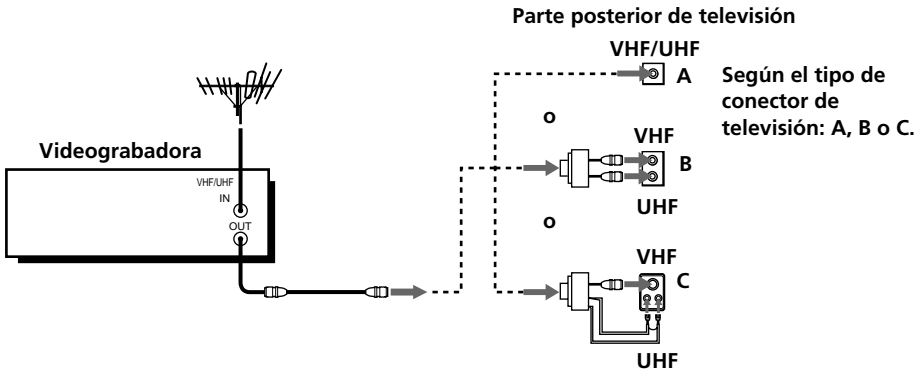 Parte posterior de televisión
VHF/UHF
A
Según el tipo de
conector de
televisión: A, B o C.
o
VHF
B
UHF
Videograbadora
VHF/UHF
IN
OUT
o
VHF
C
UHF